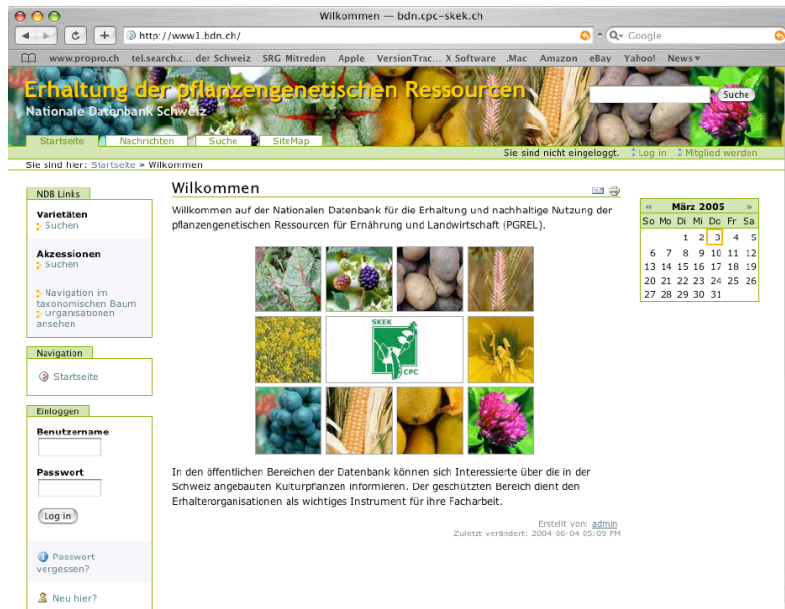 Wilkommen — bdn.cpc-skek.ch
http://www1.bdn.ch/
Google
www.propro.ch tel.search.c... der Schweiz SRG Mitreden Apple VersionTrac... X Software .Mac Amazon eBay Yahoo! News
Erhaltung der pflanzengenetischen Ressourcen
Nationale Datenbank Schweiz
Suche
Startseite Nachrichten Suche SiteMap
Sie sind nicht eingeloggt. Log in Mitglied werden
Sie sind hier: Startseite » Wilkommen
NDB Links
Varietäten
Suchen
Akzessionen
Suchen
Navigation im
taxonomischen Baum
Organisationen
ansehen
Navigation
Startseite
Einloggen
Benutzername
Passwort
Log in
Passwort
vergessen?
Neu hier?
Wilkommen
Willkommen auf der Nationalen Datenbank für die Erhaltung und nachhaltige Nutzung der
pflanzengenetischen Ressourcen für Ernährung und Landwirtschaft (PGREL).
SKEK
CPC
In den öffentlichen Bereichen der Datenbank können sich Interessierte über die in der
Schweiz angebauten Kulturpflanzen informieren. Der geschützten Bereich dient den
Erhalterorganisationen als wichtiges Instrument für ihre Facharbeit.
Erstellt von: admin
Zuletzt verändert: 2004-06-04 05:09 PM
« März 2005 »
So Mo Di Mi Do Fr Sa
1 2 3 4 5
6 7 8 9 10 11 12
13 14 15 16 17 18 19
20 21 22 23 24 25 26
27 28 29 30 31